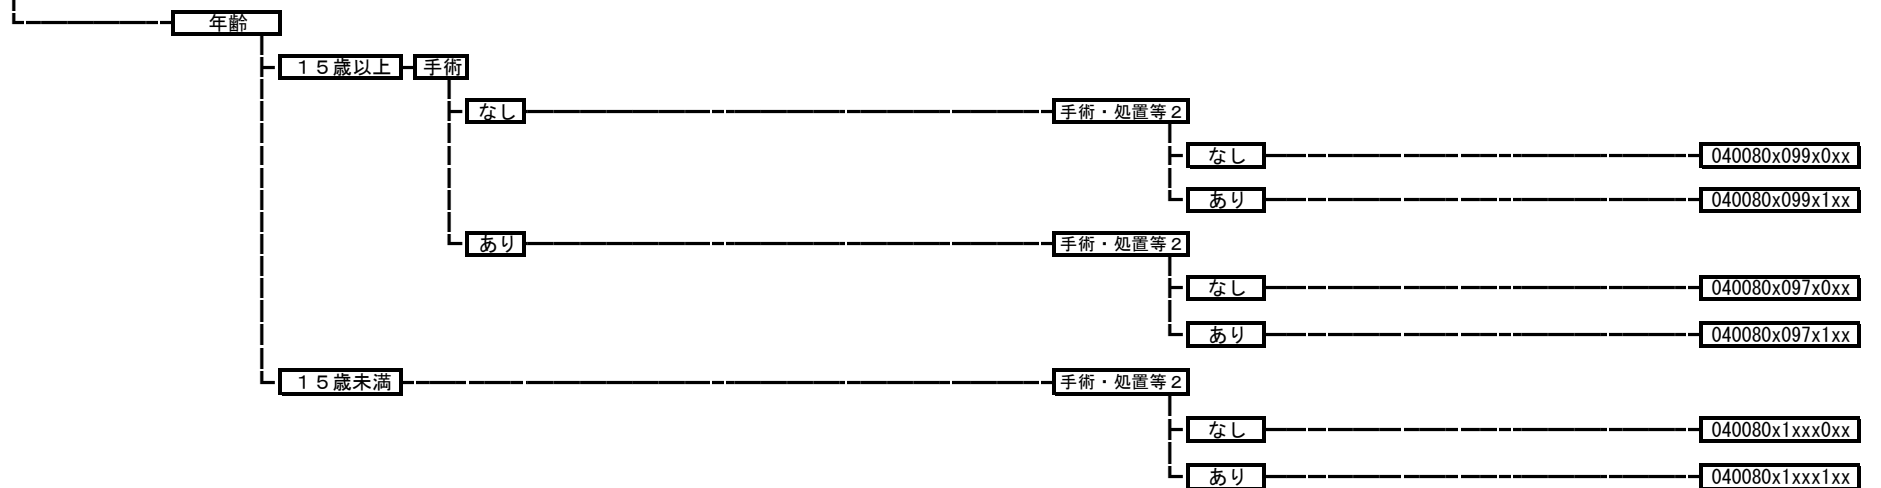 年齢
１５歳以上 手術
なし 手術・処置等２
なし 040080x099x0xx
あり 040080x099x1xx
あり 手術・処置等２
なし 040080x097x0xx
あり 040080x097x1xx
１５歳未満 手術・処置等２
なし 040080x1xxx0xx
あり 040080x1xxx1xx